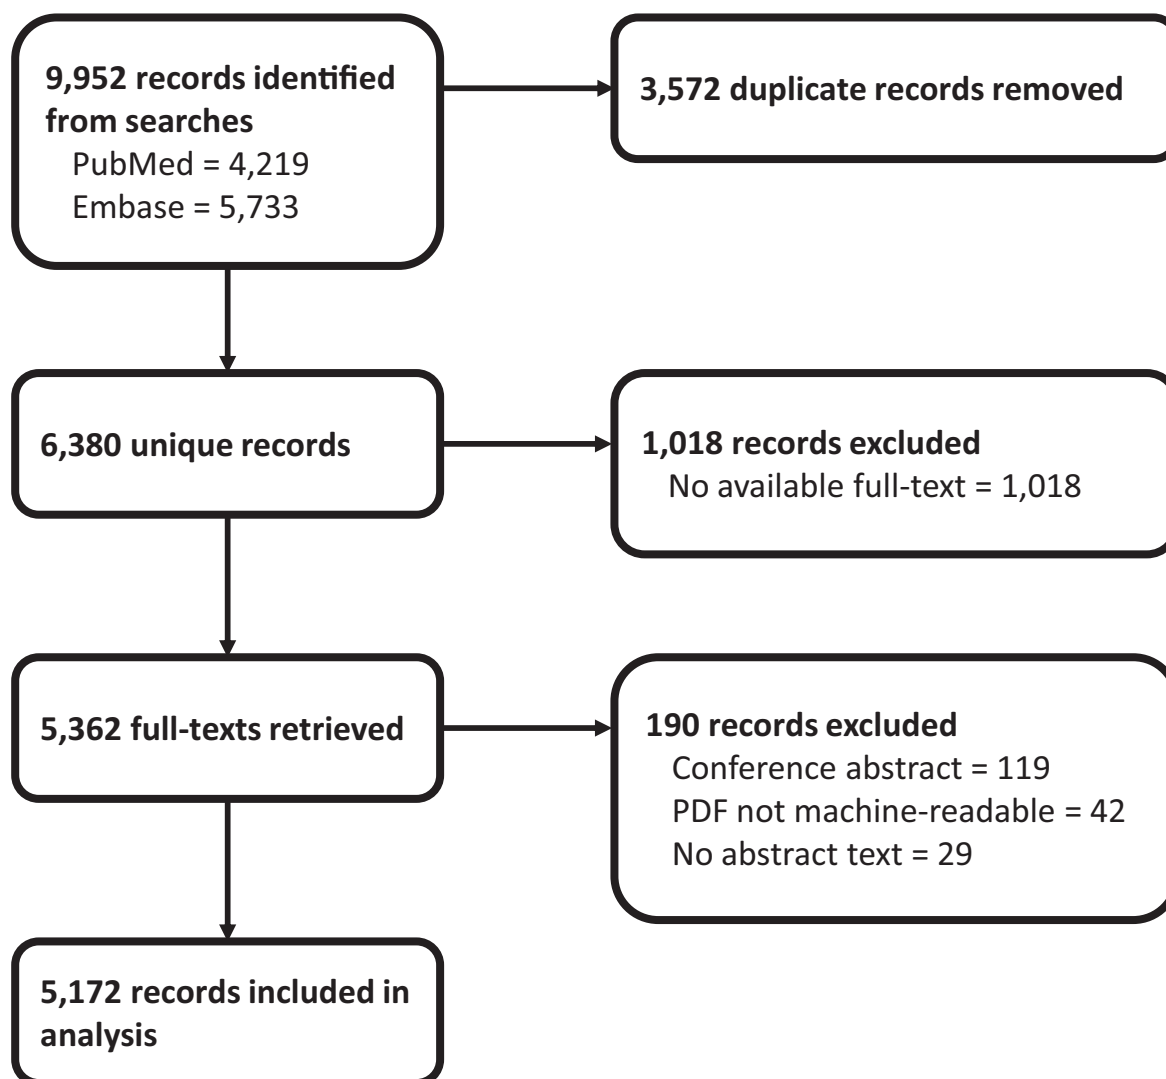 9,952 records identified
from searches
PubMed = 4,219
Embase = 5,733
3,572 duplicate records removed
6,380 unique records
1,018 records excluded
No available full-text = 1,018
5,362 full-texts retrieved
190 records excluded
Conference abstract = 119
PDF not machine-readable = 42
No abstract text = 29
5,172 records included in
analysis